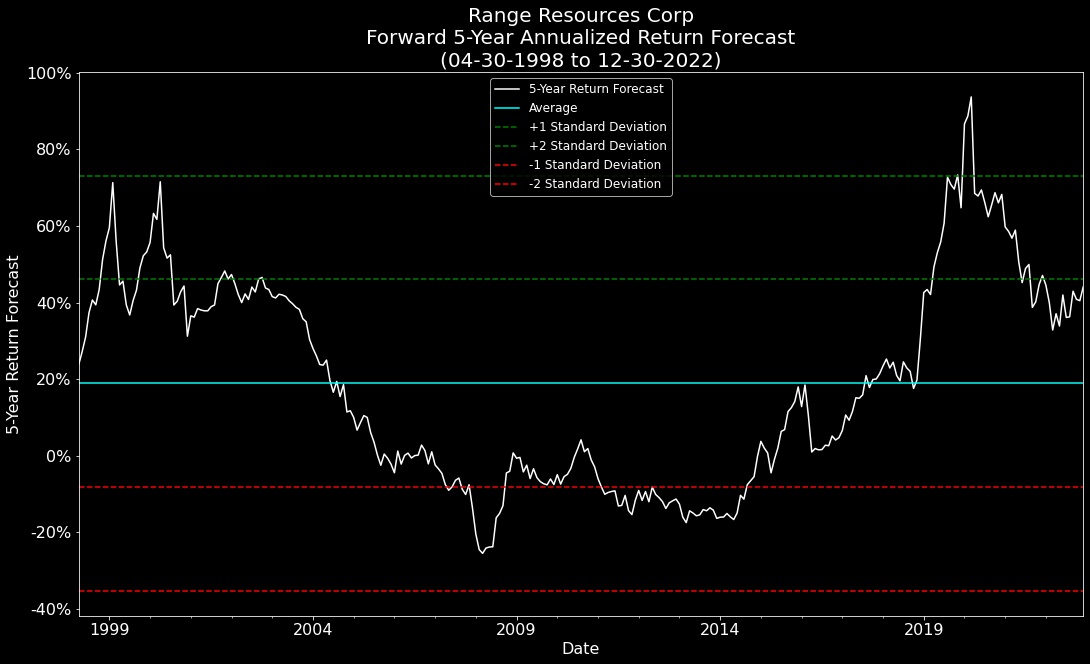 Range Resources Corp
Forward 5-Year Annualized Return Forecast
(04-30-1998 to 12-30-2022)
5-Year Return Forecast
Average
+1 Standard Deviation
+2 Standard Deviation
-1 Standard Deviation
-2 Standard Deviation
5-Year Return Forecast
100%
80%
60%
40%
20%
0%
-20%
-40%
1999
2004
2009
2014
2019
Date